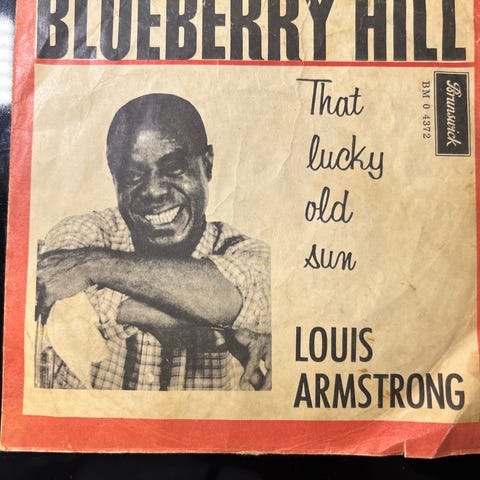 BLUEBERRY HILL
That
lucky
old
sun
Brunswick
BM 0 4372
LOUIS
ARMSTRONG